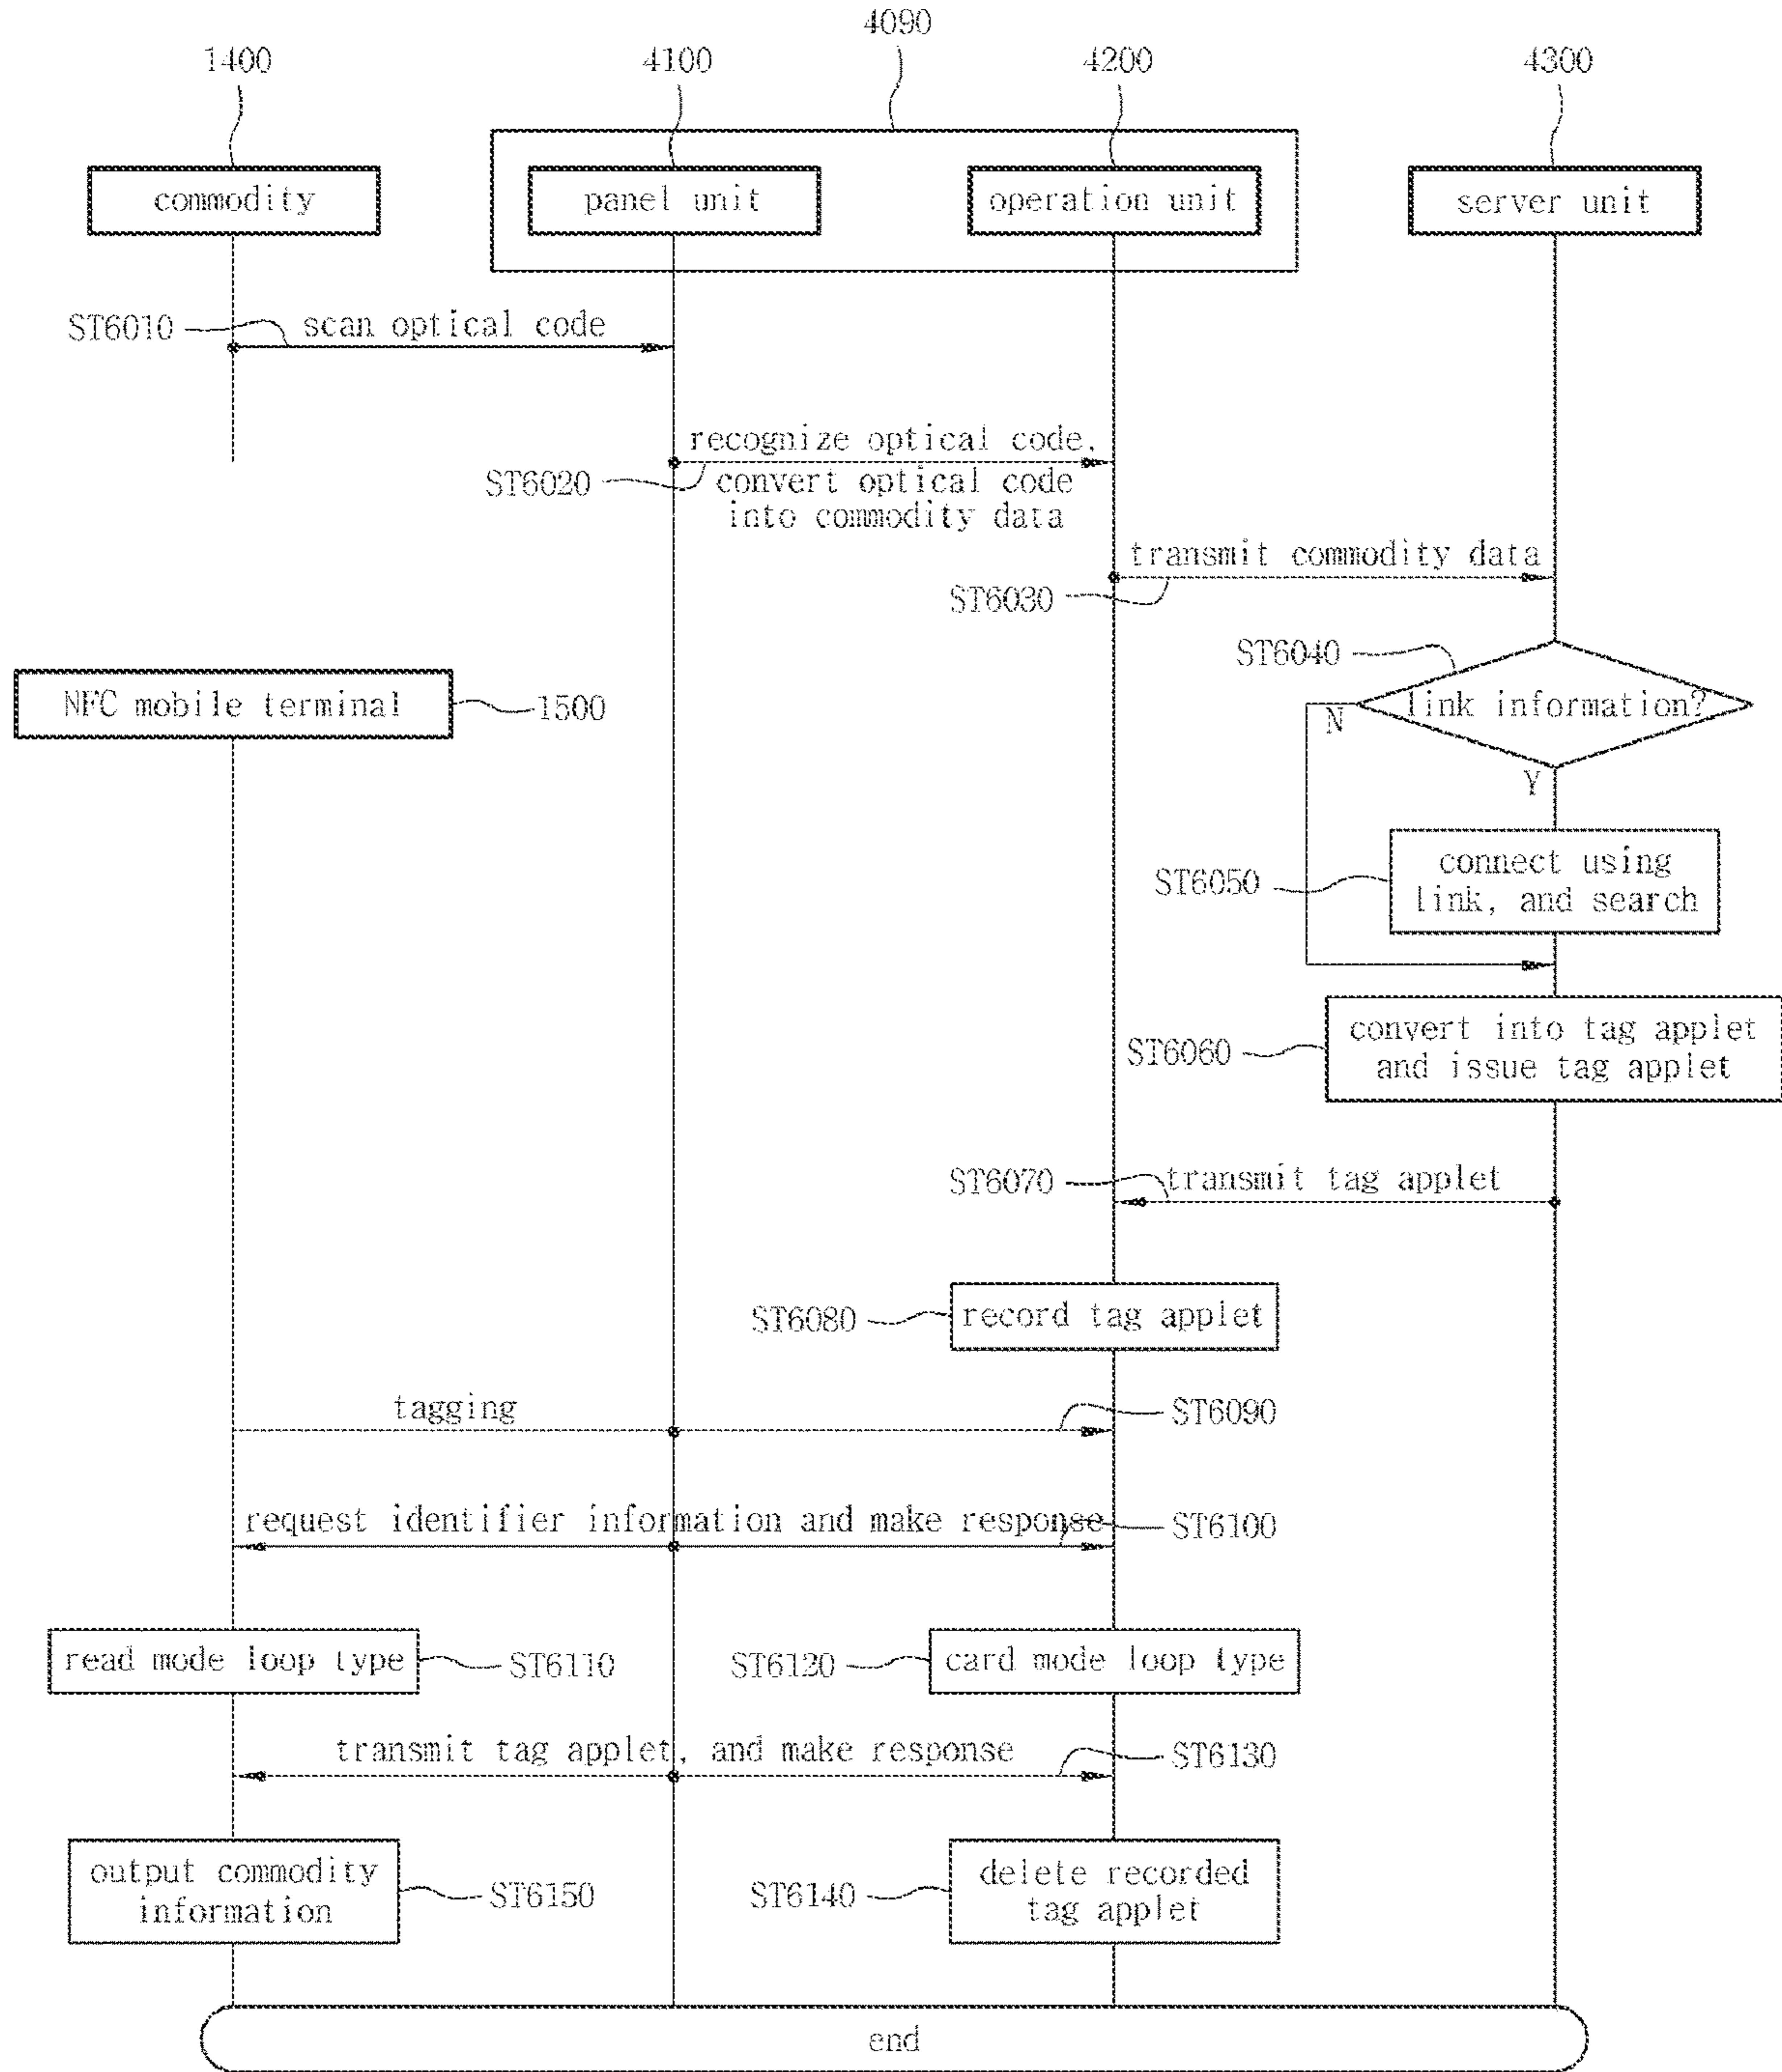 4090
1400
4100
4200
4300
commodity
panel unit
operation unit
server unit
ST6010
scan optical code
recognize optical code,
ST6020
convert optical code
into commodity data
transmit commodity data
ST6030
ST6040
NFC mobile terminal
1500
link information?
N
Y
ST6050
connect using
link, and search
ST6060
convert into tag applet
and issue tag applet
ST6070
transmit tag applet
ST6080
record tag applet
tagging
ST6090
request identifier information and make response
ST6100
read mode loop type
ST6110
ST6120
card mode loop type
transmit tag applet, and make response
ST6130
output commodity
information
ST6150
ST6140
delete recorded
tag applet
end